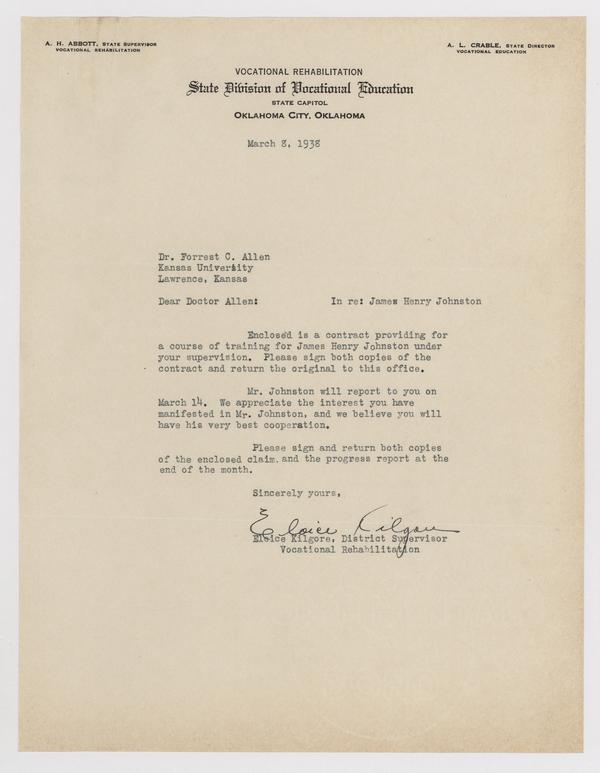 A. H. ABBOTT, STATE SUPERVISOR
VOCATIONAL REHABILITATION
A. L. CRABLE, STATE DIRECTOR
VOCATIONAL EDUCATION
VOCATIONAL REHABILITATION
State Division of Vocational Education
STATE CAPITOL
OKLAHOMA CITY, OKLAHOMA
March 8, 1938
Dr. Forrest C. Allen
Kansas University
Lawrence, Kansas
Dear Doctor Allen: In re: James Henry Johnston
Enclosed is a contract providing for
a course of training for James Henry Johnston under
your supervision. Please sign both copies of the
contract and return the original to this office.
Mr. Johnston will report to you on
March 14. We appreciate the interest you have
manifested in Mr. Johnston, and we believe you will
have his very best cooperation.
Please sign and return both copies
of the enclosed claim. and the progress report at the
end of the month.
Sincerely yours,
Eloice Kilgore
Eloice Kilgore, District Supervisor
Vocational Rehabilitation